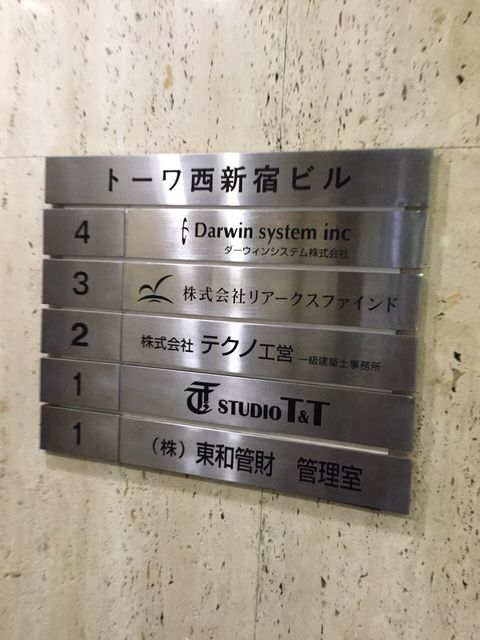 トーワ西新宿ビル
4 Darwin system inc
ダーウィンシステム株式会社
3 株式会社リアークスファインド
2 株式会社 テクノ工営 一級建築士事務所
1 STUDIO T&T
1 （株）東和管財 管理室